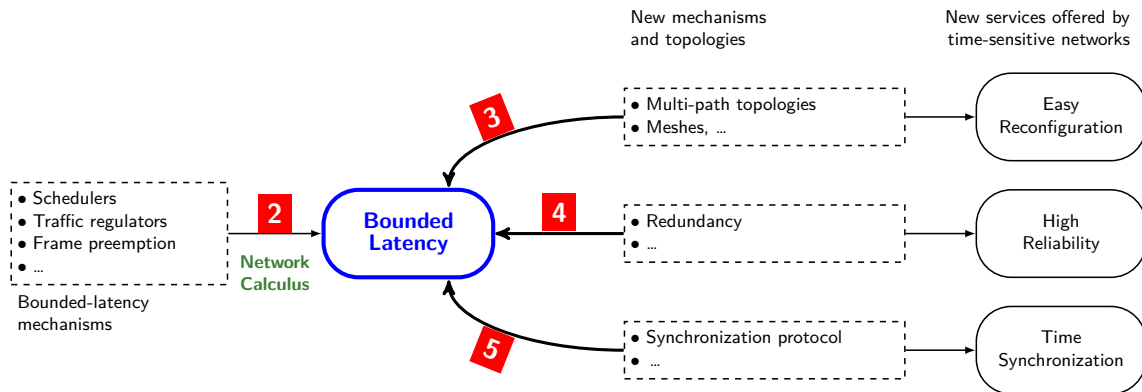 New mechanisms
and topologies
New services offered by
time-sensitive networks
3
• Multi-path topologies
• Meshes, ...
Easy
Reconfiguration
• Schedulers
• Traffic regulators
• Frame preemption
• ...
Bounded-latency
mechanisms
2
Network
Calculus
Bounded
Latency
4
• Redundancy
• ...
High
Reliability
5
• Synchronization protocol
• ...
Time
Synchronization